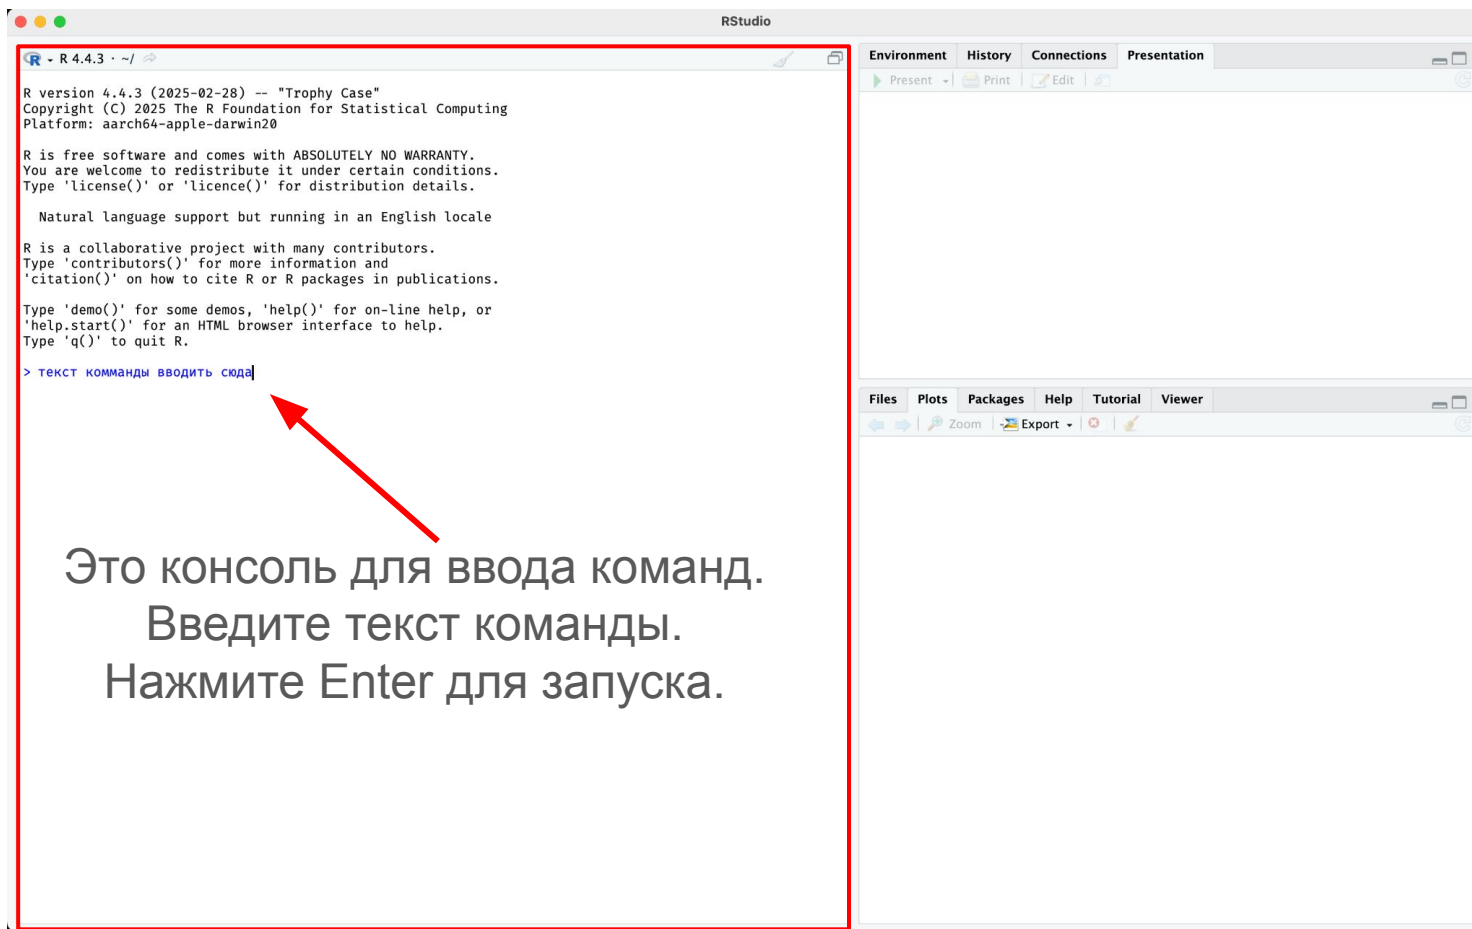 RStudio
R 4.4.3 · ~/
R version 4.4.3 (2025-02-28) -- "Trophy Case"
Copyright (C) 2025 The R Foundation for Statistical Computing
Platform: aarch64-apple-darwin20
R is free software and comes with ABSOLUTELY NO WARRANTY.
You are welcome to redistribute it under certain conditions.
Type 'license()' or 'licence()' for distribution details.
Natural language support but running in an English locale
R is a collaborative project with many contributors.
Type 'contributors()' for more information and
'citation()' on how to cite R or R packages in publications.
Type 'demo()' for some demos, 'help()' for on-line help, or
'help.start()' for an HTML browser interface to help.
Type 'q()' to quit R.
> текст комманды вводить сюда
Это консоль для ввода команд.
Введите текст команды.
Нажмите Enter для запуска.
Environment History Connections Presentation
Present Print Edit
Files Plots Packages Help Tutorial Viewer
Zoom Export